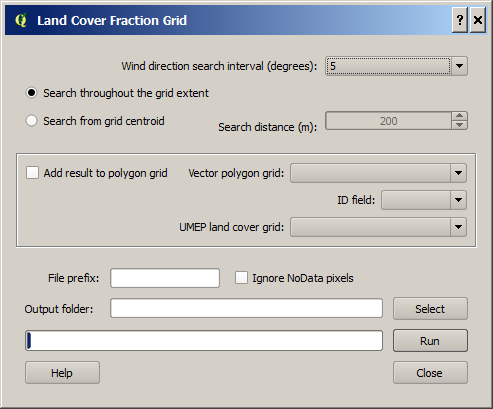 Land Cover Fraction Grid
Wind direction search interval (degrees): 5
Search throughout the grid extent
Search from grid centroid
Search distance (m): 200
Add result to polygon grid Vector polygon grid:
ID field:
UMEP land cover grid:
File prefix: Ignore NoData pixels
Output folder: Select
Run
Help Close